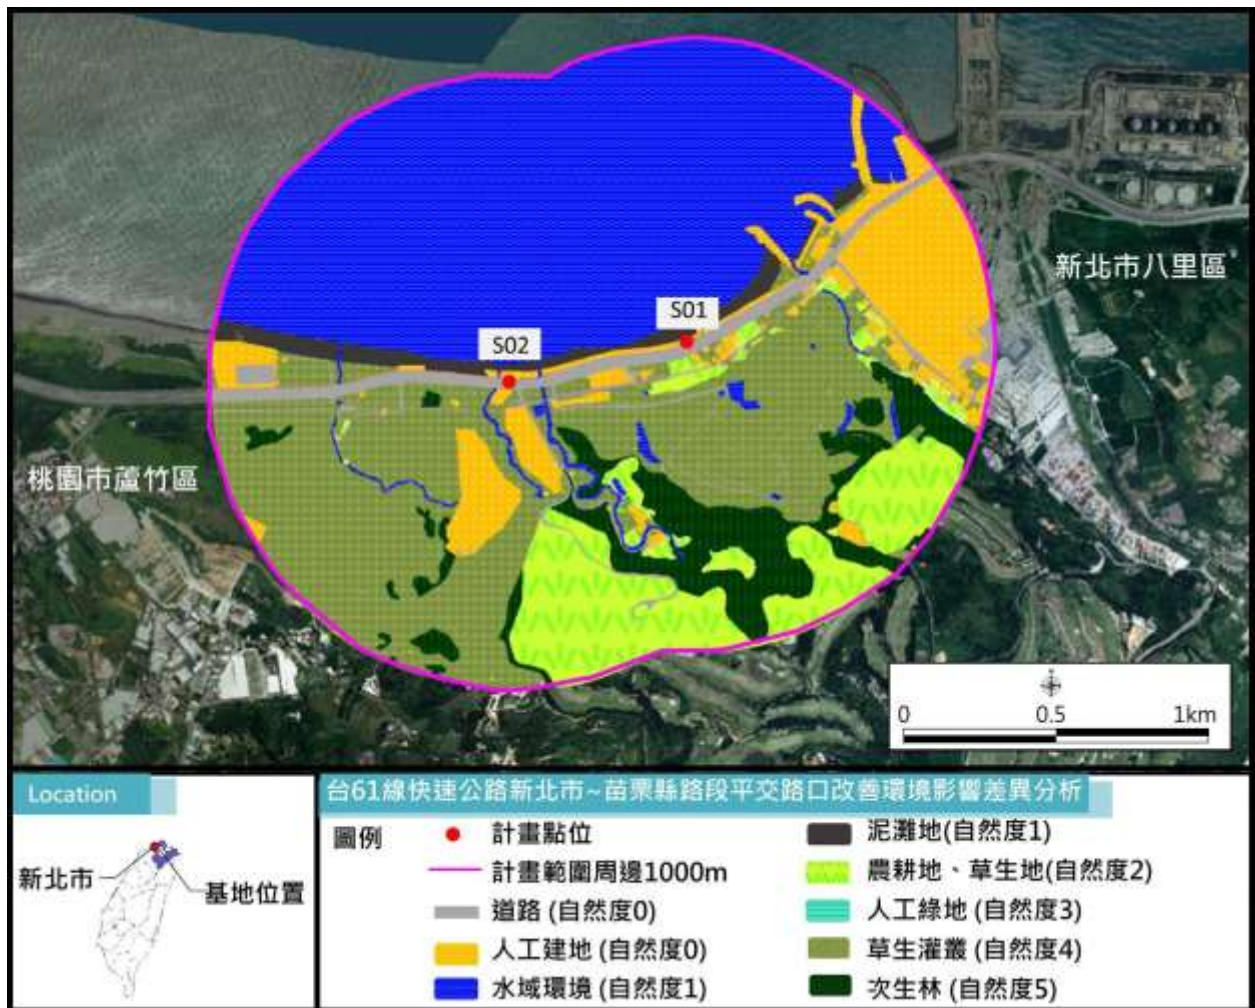 S01
S02
新北市八里區
桃園市蘆竹區
0 0.5 1km
Location
新北市
基地位置
台61線快速公路新北市~苗栗縣路段平交路口改善環境影響差異分析
圖例
計畫點位
計畫範圍周邊1000m
道路 (自然度0)
人工建地 (自然度0)
水域環境 (自然度1)
泥灘地(自然度1)
農耕地、草生地(自然度2)
人工綠地 (自然度3)
草生灌叢 (自然度4)
次生林 (自然度5)